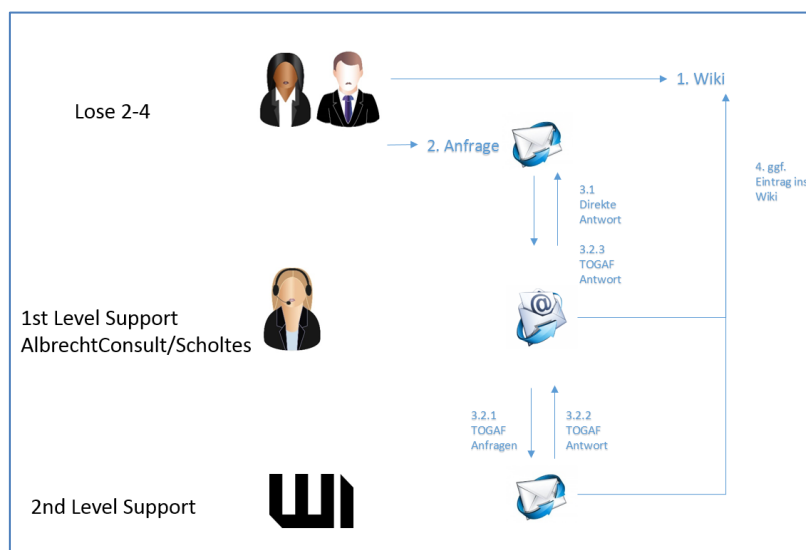 Lose 2-4
1. Wiki
2. Anfrage
4. ggf.
Eintrag ins
Wiki
3.1
Direkte
Antwort
3.2.3
TOGAF
Antwort
@
1st Level Support
AlbrechtConsult/Scholtes
3.2.1
TOGAF
Anfragen
3.2.2
TOGAF
Antwort
2nd Level Support